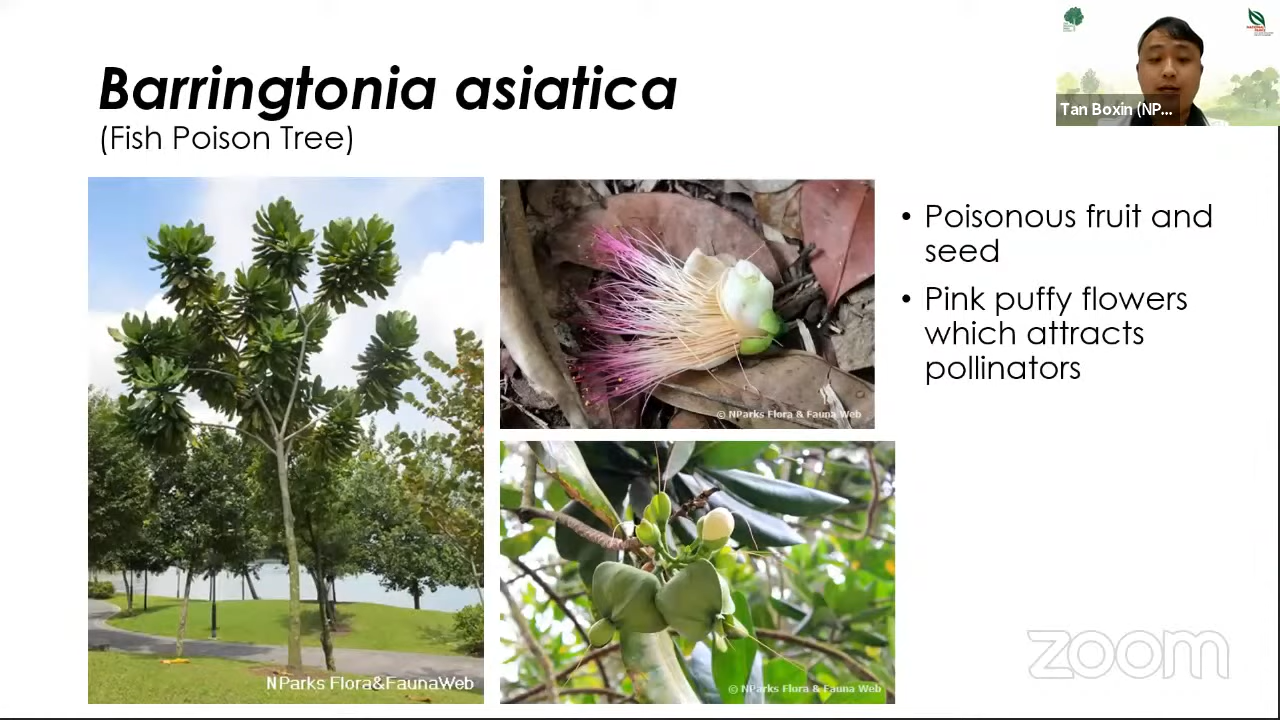 Barringtonia asiatica
(Fish Poison Tree)
Tan Boxin (NP...
• Poisonous fruit and
seed
• Pink puffy flowers
which attracts
pollinators
© NParks Flora & Fauna Web
NParks Flora&FaunaWeb
© NParks Flora & Fauna Web
zoom